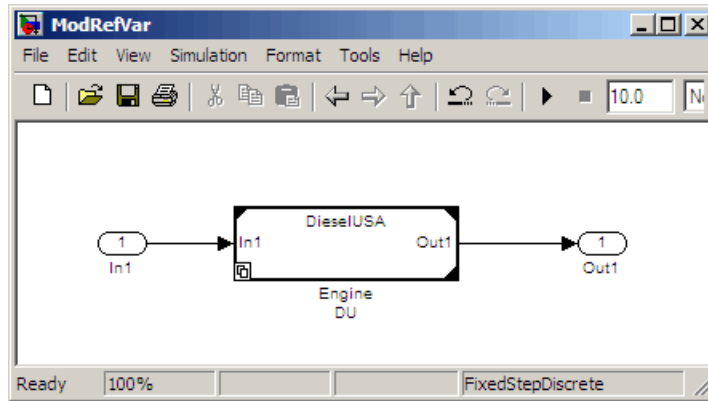 ModRefVar
File Edit View Simulation Format Tools Help
10.0
DieselUSA
1 In1 Out1 1
In1 Out1
Engine
DU
Ready 100% FixedStepDiscrete